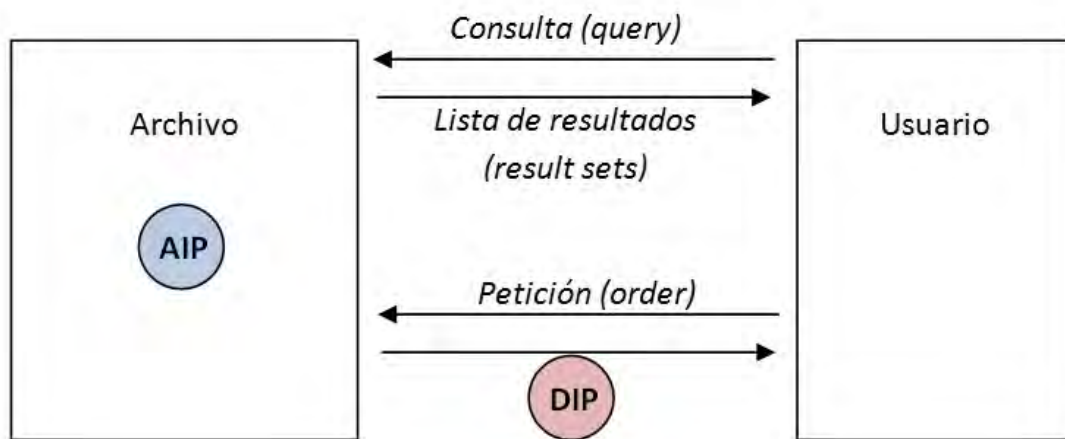 Consulta (query)
Archivo
Lista de resultados
(result sets)
Usuario
AIP
Petición (order)
DIP